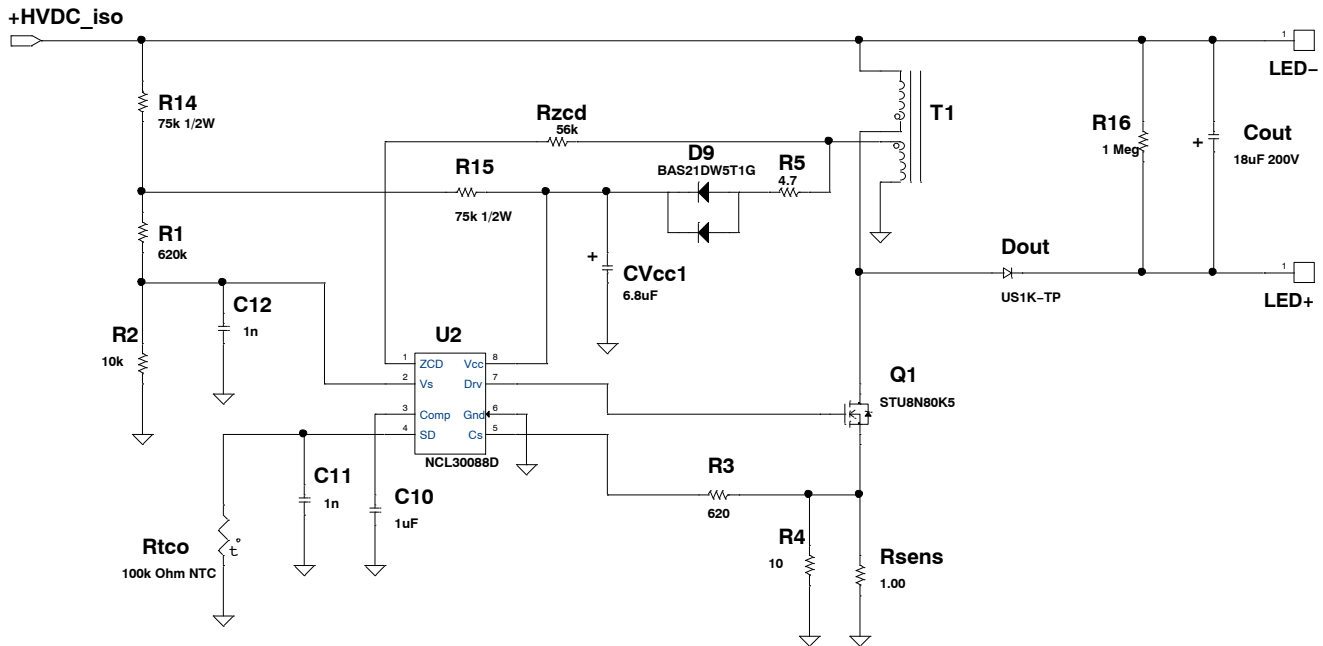 +HVDC_iso
1
LED–
R14
75k 1/2W
Rzcd
56k
T1
R16
1 Meg
+
Cout
18uF 200V
D9
BAS21DW5T1G
R5
4.7
R15
75k 1/2W
R1
620k
+
CVcc1
6.8uF
Dout
US1K–TP
1
LED+
C12
1n
R2
10k
U2
1
ZCD
Vcc
8
2
Vs
Drv
7
3
Comp
Gnd
6
4
SD
Cs
5
NCL30088D
Q1
STU8N80K5
C11
1n
C10
1uF
R3
620
Rtco
t°
100k Ohm NTC
R4
10
Rsens
1.00